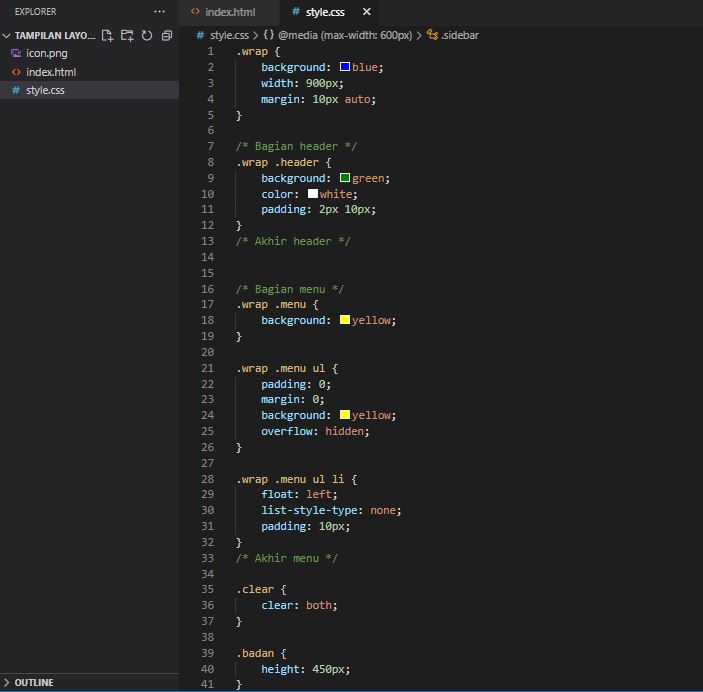 EXPLORER ...
TAMPILAN LAYO...
icon.png
index.html
style.css
OUTLINE
index.html
style.css
style.css > {} @media (max-width: 600px) > .sidebar
1 .wrap {
2     background: blue;
3     width: 900px;
4     margin: 10px auto;
5 }
6
7 /* Bagian header */
8 .wrap .header {
9     background: green;
10     color: white;
11     padding: 2px 10px;
12 }
13 /* Akhir header */
14
15
16 /* Bagian menu */
17 .wrap .menu {
18     background: yellow;
19 }
20
21 .wrap .menu ul {
22     padding: 0;
23     margin: 0;
24     background: yellow;
25     overflow: hidden;
26 }
27
28 .wrap .menu ul li {
29     float: left;
30     list-style-type: none;
31     padding: 10px;
32 }
33 /* Akhir menu */
34
35 .clear {
36     clear: both;
37 }
38
39 .badan {
40     height: 450px;
41 }